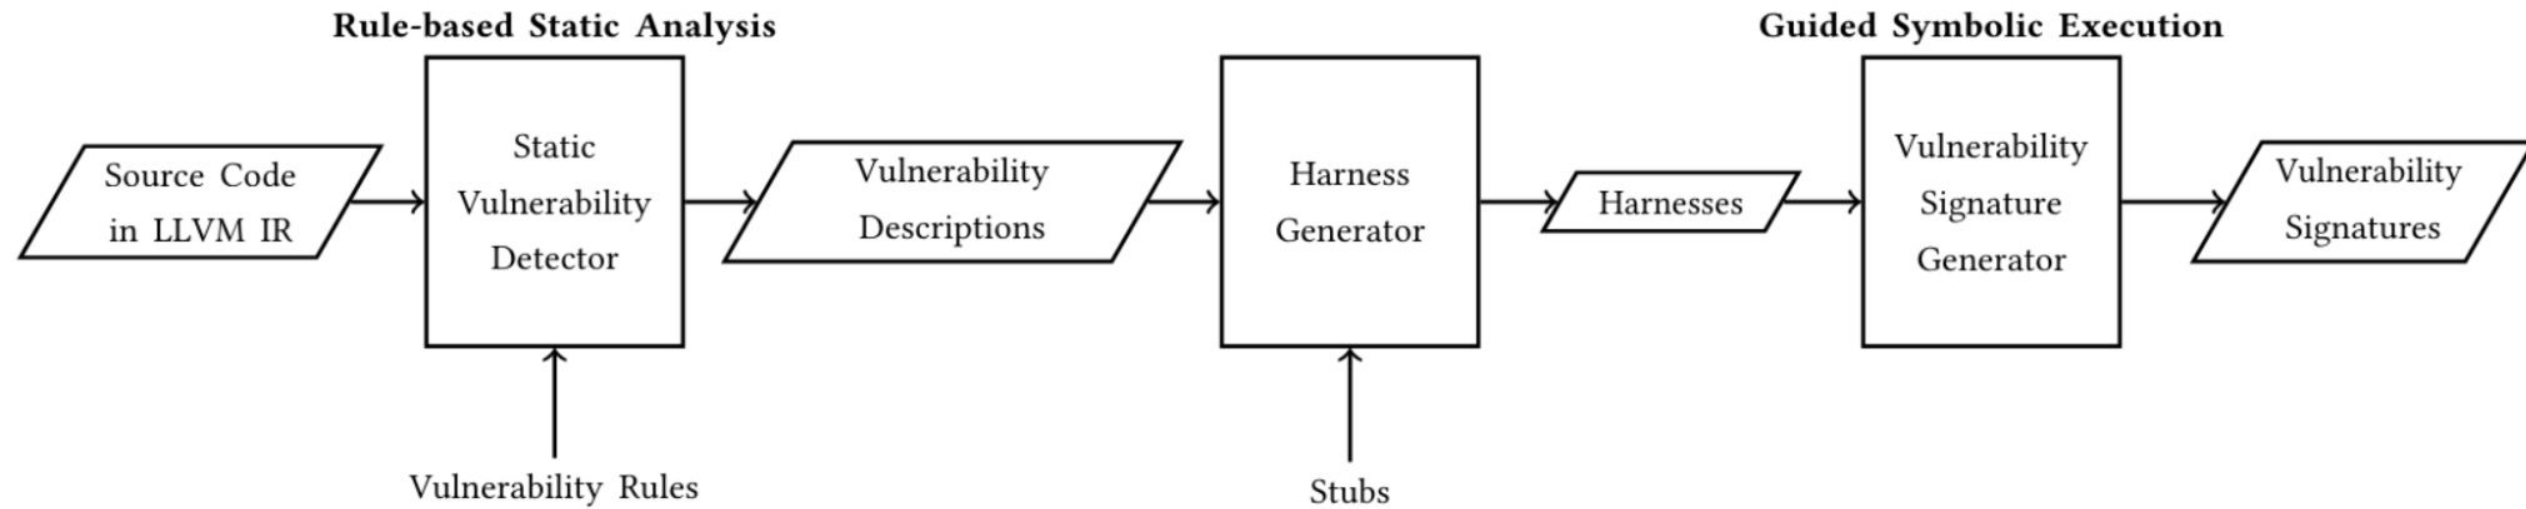 Rule-based Static Analysis
Guided Symbolic Execution
Source Code
in LLVM IR
Static
Vulnerability
Detector
Vulnerability
Descriptions
Harness
Generator
Harnesses
Vulnerability
Signature
Generator
Vulnerability
Signatures
Vulnerability Rules
Stubs